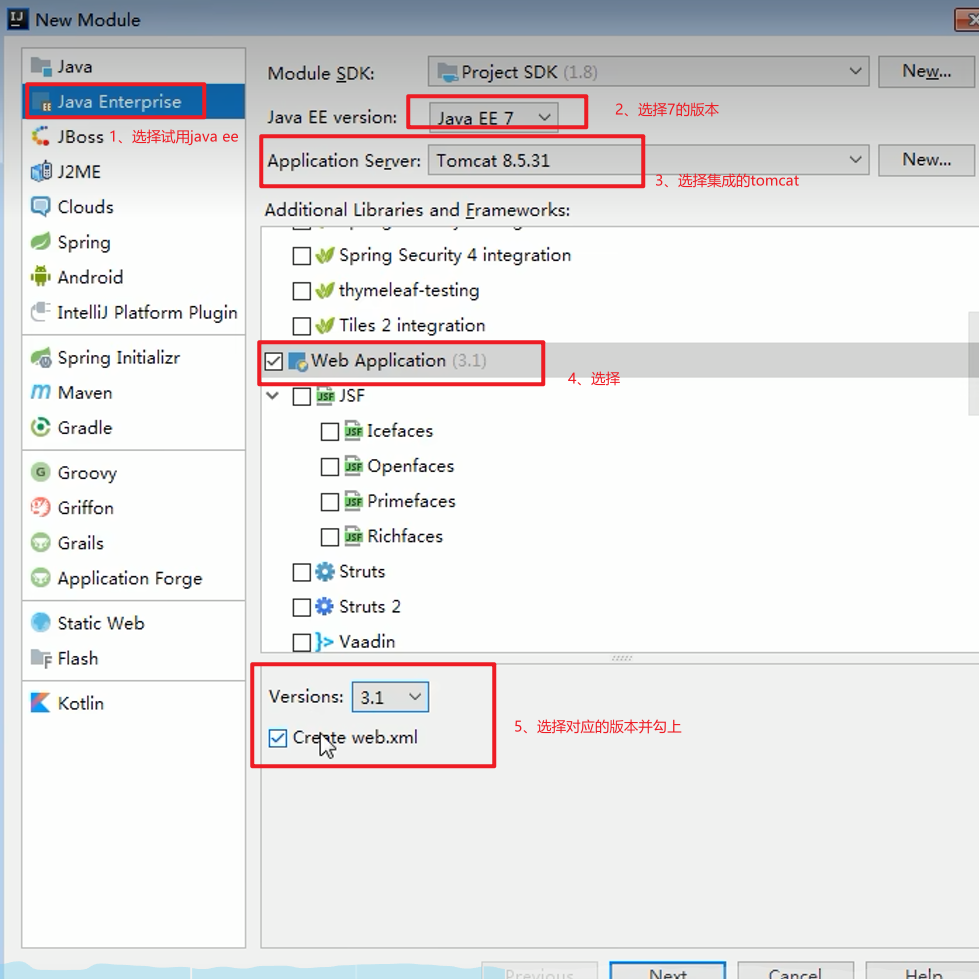 New Module
Java
Java Enterprise
JBoss
1、选择试用java ee
J2ME
Clouds
Spring
Android
IntelliJ Platform Plugin
Spring Initializr
Maven
Gradle
Groovy
Griffon
Grails
Application Forge
Static Web
Flash
Kotlin
Module SDK: Project SDK (1.8) New...
Java EE version: Java EE 7
2、选择7的版本
Application Server: Tomcat 8.5.31 New...
3、选择集成的tomcat
Additional Libraries and Frameworks:
Spring Security 4 integration
thymeleaf-testing
Tiles 2 integration
Web Application (3.1)
4、选择
JSF
Icefaces
Openfaces
Primefaces
Richfaces
Struts
Struts 2
Vaadin
Versions: 3.1
Create web.xml
5、选择对应的版本并勾上
Previous Next Cancel Help